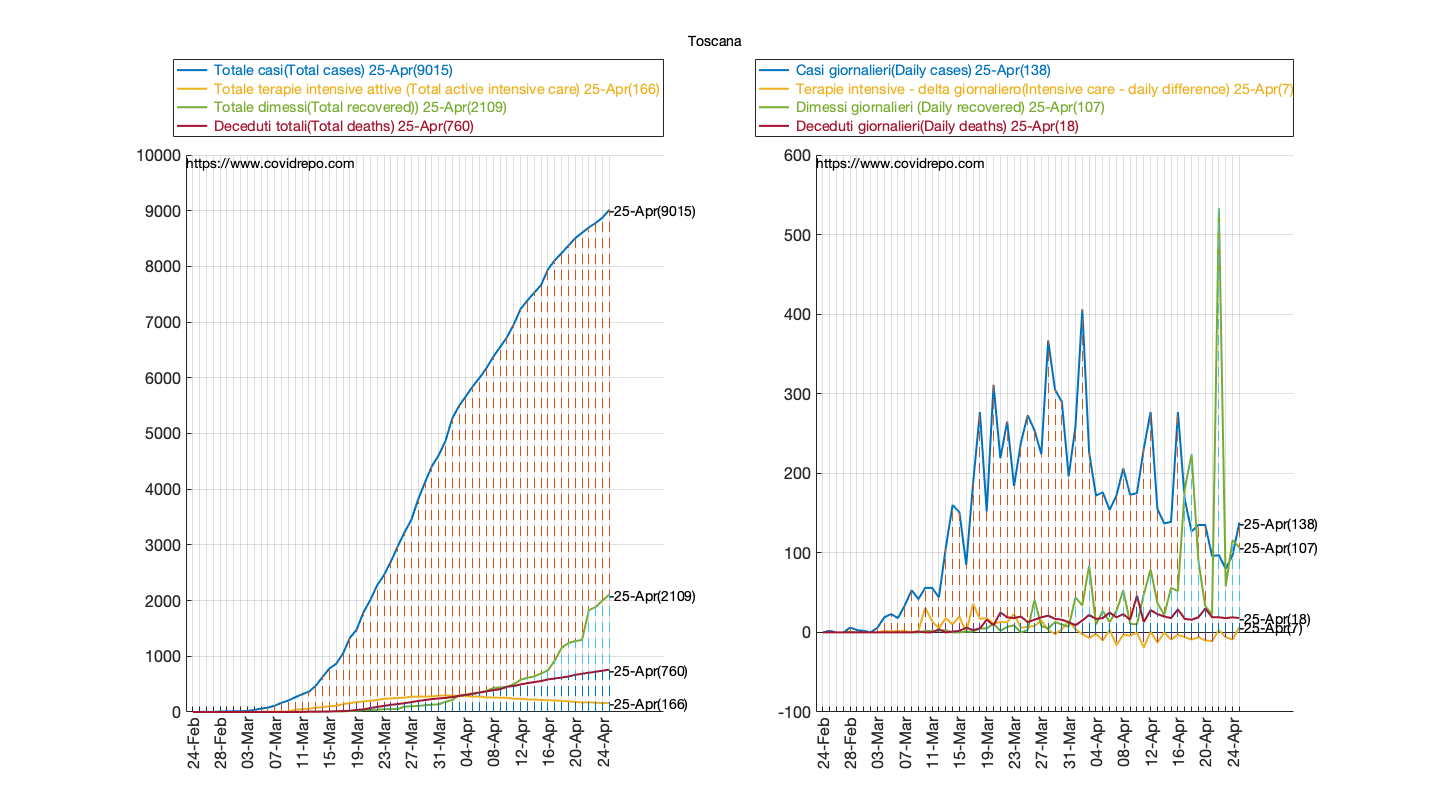 Toscana
Totale casi(Total cases) 25-Apr(9015)
Totale terapie intensive attive (Total active intensive care) 25-Apr(166)
Totale dimessi(Total recovered)) 25-Apr(2109)
Deceduti totali(Total deaths) 25-Apr(760)
10000
https://www.covidrepo.com
9000
25-Apr(9015)
8000
7000
6000
5000
4000
3000
2000
25-Apr(2109)
1000
25-Apr(760)
25-Apr(166)
0
24-Feb
28-Feb
03-Mar
07-Mar
11-Mar
15-Mar
19-Mar
23-Mar
27-Mar
31-Mar
04-Apr
08-Apr
12-Apr
16-Apr
20-Apr
24-Apr
Casi giornalieri(Daily cases) 25-Apr(138)
Terapie intensive - delta giornaliero(Intensive care - daily difference) 25-Apr(7)
Dimessi giornalieri (Daily recovered) 25-Apr(107)
Deceduti giornalieri(Daily deaths) 25-Apr(18)
600
https://www.covidrepo.com
500
400
300
200
25-Apr(138)
100
25-Apr(107)
25-Apr(18)
25-Apr(7)
0
-100
24-Feb
28-Feb
03-Mar
07-Mar
11-Mar
15-Mar
19-Mar
23-Mar
27-Mar
31-Mar
04-Apr
08-Apr
12-Apr
16-Apr
20-Apr
24-Apr